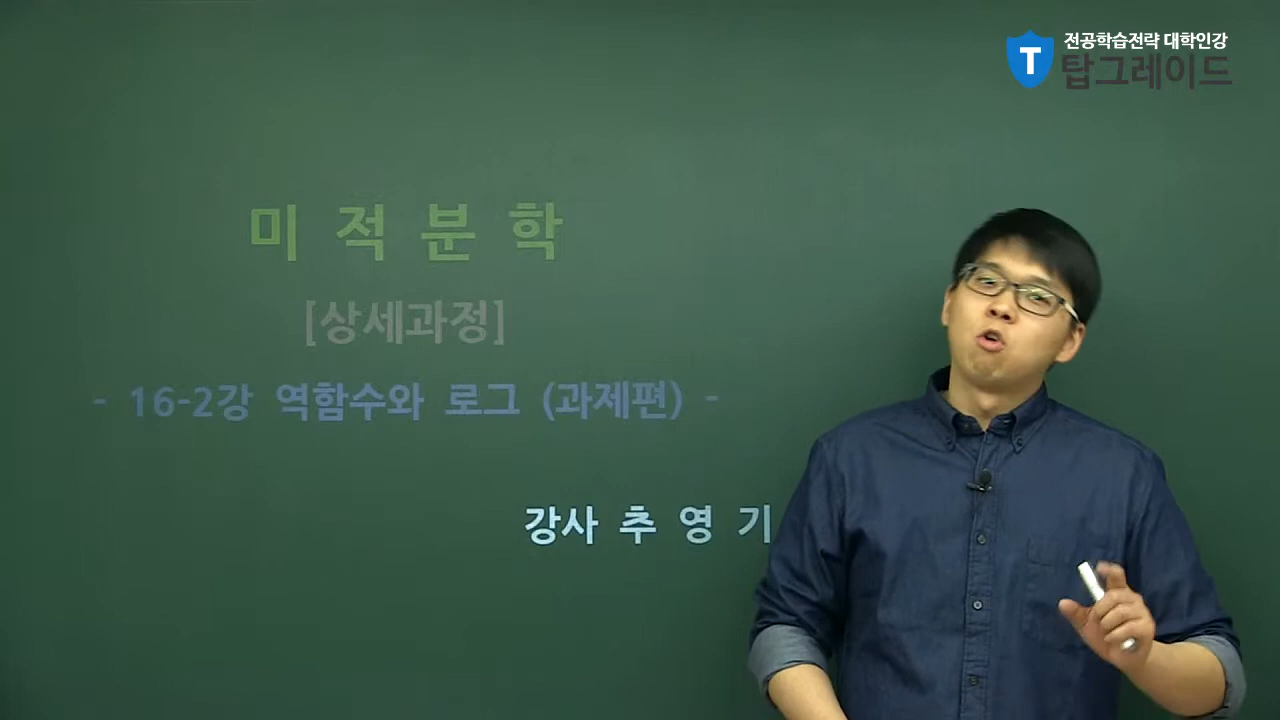 전공학습전략 대학인강
T 탑그레이드
미 적 분 학
[상세과정]
- 16-2강 역함수와 로그 (과제편) -
강사 추 영 기